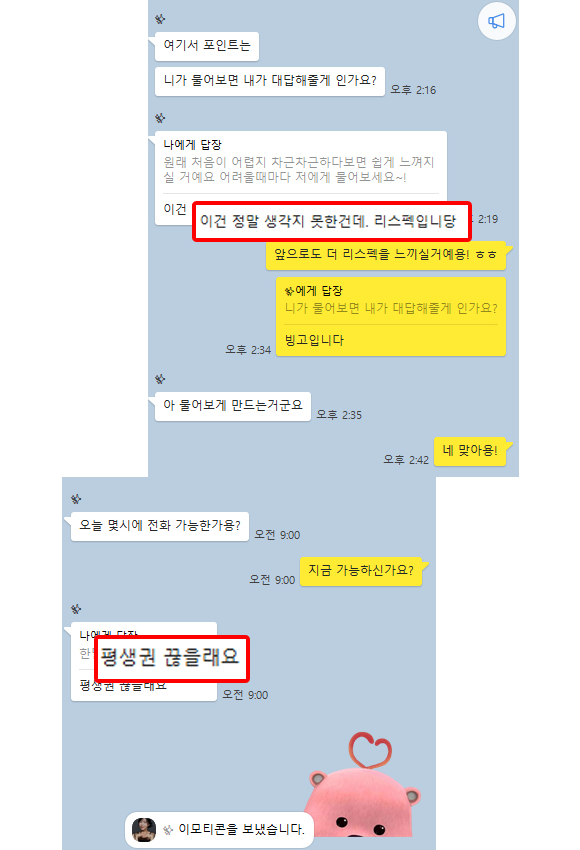 여기서 포인트는
니가 물어보면 내가 대답해줄게 인가요?
오후 2:16
나에게 답장
원래 처음이 어렵지 차근차근하다보면 쉽게 느껴지
실 거예요 어려울때마다 저에게 물어보세요~!
이건
이건 정말 생각지 못한건데. 리스펙입니당
2:19
앞으로도 더 리스펙을 느끼실거예용! ㅎㅎ
에게 답장
니가 물어보면 내가 대답해줄게 인가요?
빙고입니다
오후 2:34
아 물어보게 만드는거군요
오후 2:35
네 맞아용!
오후 2:42
오늘 몇시에 전화 가능한가용?
오전 9:00
지금 가능하신가요?
오전 9:00
나에게 답장
평생권 끊을래요
평생권 끊을래요
오전 9:00
이모티콘을 보냈습니다.